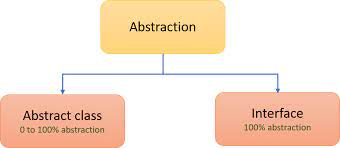 Abstraction
Abstract class
0 to 100% abstraction
Interface
100% abstraction